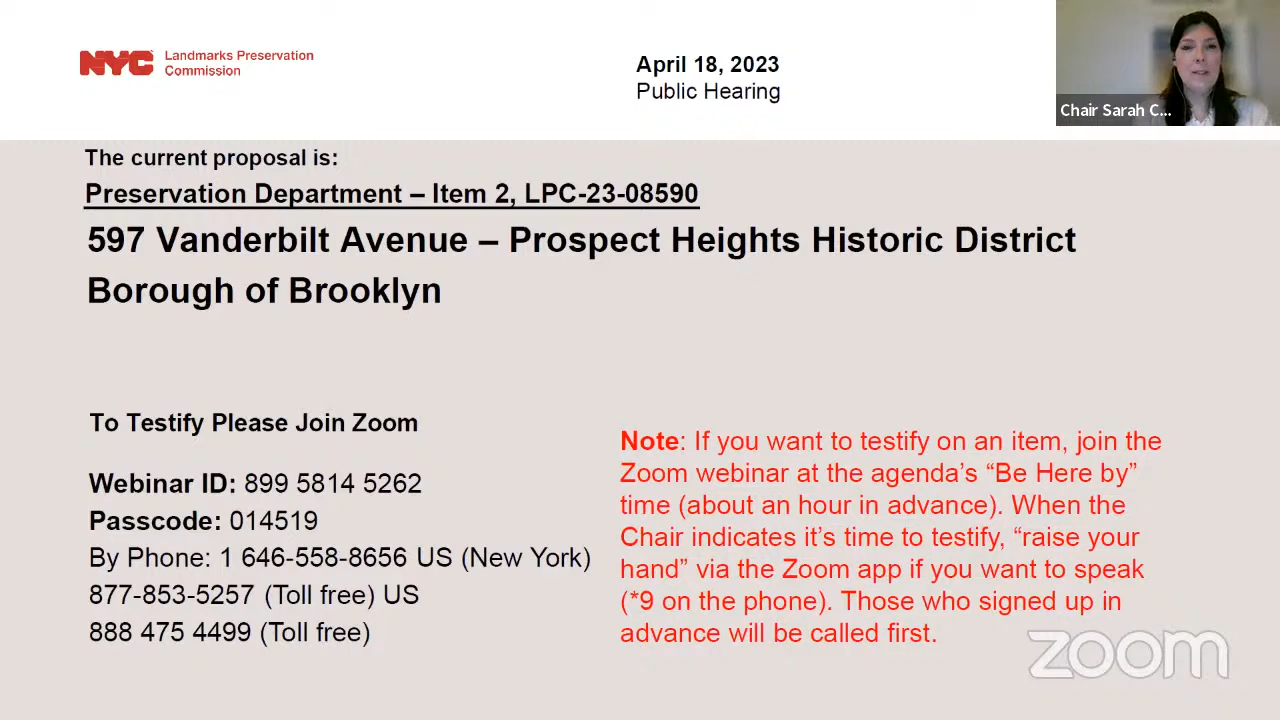 NYC Landmarks Preservation
Commission
April 18, 2023
Public Hearing
Chair Sarah C...
The current proposal is:
Preservation Department – Item 2, LPC-23-08590
597 Vanderbilt Avenue – Prospect Heights Historic District
Borough of Brooklyn
To Testify Please Join Zoom
Webinar ID: 899 5814 5262
Passcode: 014519
By Phone: 1 646-558-8656 US (New York)
877-853-5257 (Toll free) US
888 475 4499 (Toll free)
Note: If you want to testify on an item, join the
Zoom webinar at the agenda’s “Be Here by”
time (about an hour in advance). When the
Chair indicates it’s time to testify, “raise your
hand” via the Zoom app if you want to speak
(*9 on the phone). Those who signed up in
advance will be called first.
zoom